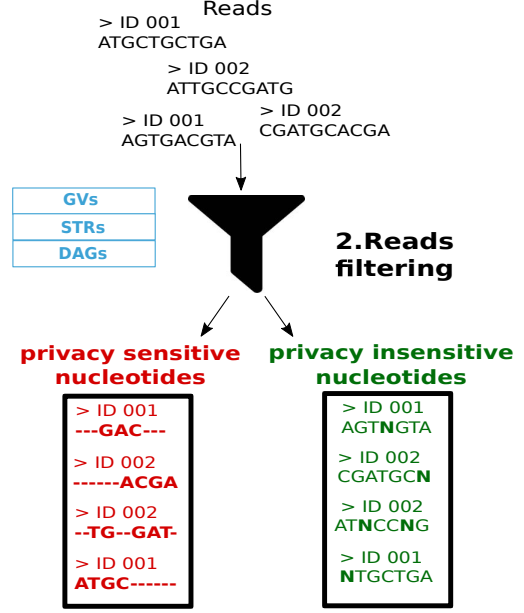 Reads
> ID 001
ATGCTGCTGA
> ID 002
ATTGCCGATG
> ID 001
AGTGACGTA
> ID 002
CGATGCACGA
GVs
STRs
DAGs
2.Reads
filtering
privacy sensitive
nucleotides
> ID 001
---GAC---
> ID 002
------ACGA
> ID 002
--TG--GAT-
> ID 001
ATGC------
privacy insensitive
nucleotides
> ID 001
AGTNGTA
> ID 002
CGATGCN
> ID 002
ATNCCNG
> ID 001
NTGCTGA